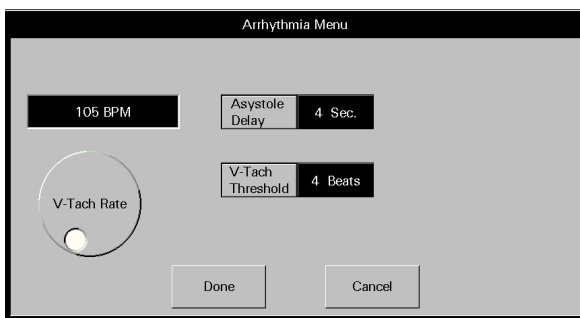 Arrhythmia Menu
105 BPM
Asystole
Delay
4 Sec.
V-Tach
Threshold
4 Beats
V-Tach Rate
Done
Cancel